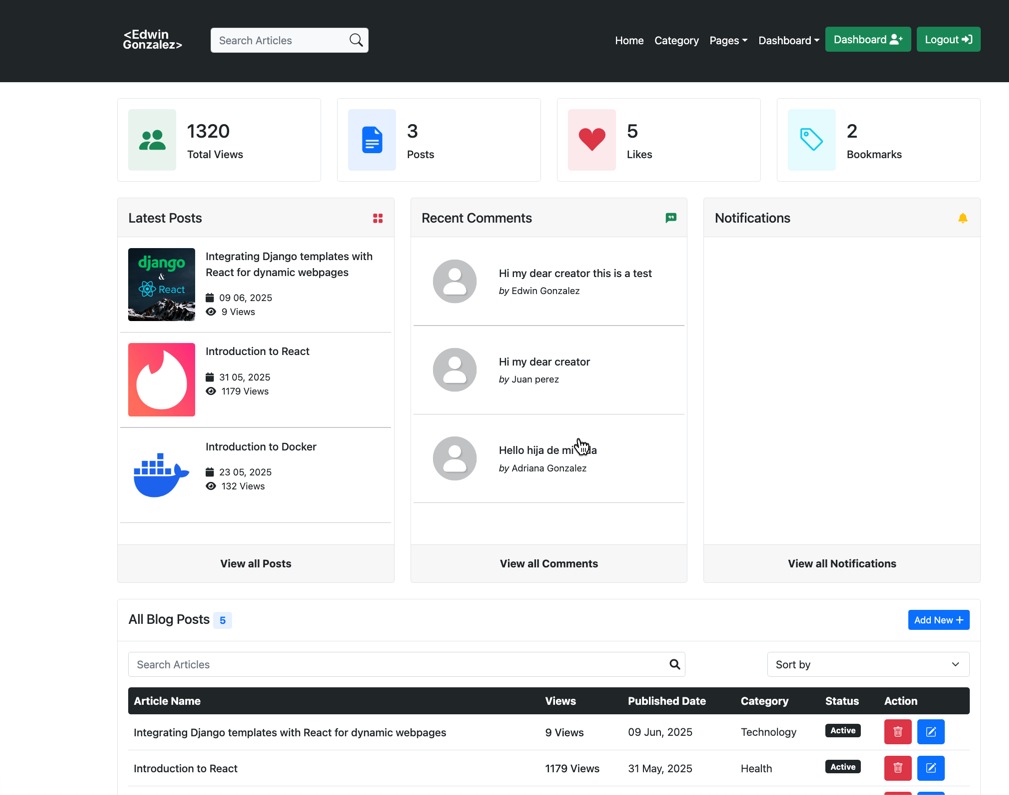 <Edwin
Gonzalez>
Search Articles
Home
Category
Pages
Dashboard
Dashboard
Logout
1320
Total Views
3
Posts
5
Likes
2
Bookmarks
Latest Posts
django
&
React
Integrating Django templates with
React for dynamic webpages
09 06, 2025
9 Views
Introduction to React
31 05, 2025
1179 Views
Introduction to Docker
23 05, 2025
132 Views
View all Posts
Recent Comments
Hi my dear creator this is a test
by Edwin Gonzalez
Hi my dear creator
by Juan perez
Hello hija de mi
by Adriana Gonzalez
View all Comments
Notifications
View all Notifications
All Blog Posts 5
Add New +
Search Articles
Sort by
Article Name Views Published Date Category Status Action
Integrating Django templates with React for dynamic webpages 9 Views 09 Jun, 2025 Technology Active
Introduction to React 1179 Views 31 May, 2025 Health Active